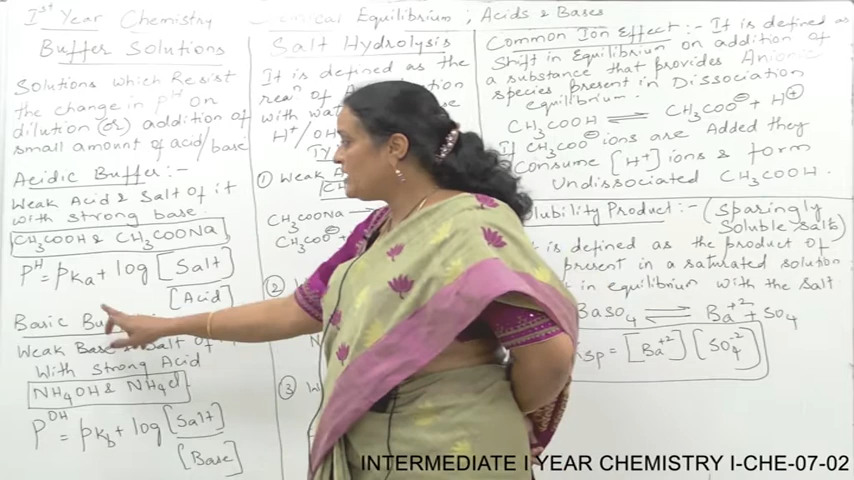 Ist Year Chemistry
Chemical Equilibrium ; Acids & Bases
Buffer Solutions
Solutions which Resist
the change in pH on
dilution (or) addition of
small amount of acid/base
Acidic Buffer :-
Weak Acid & Salt of it
with strong base.
CH3COOH & CH3COONa
pH = pKa + log [Salt]
[Acid]
Basic
Weak Base Salt of
With strong Acid
NH4OH & NH4Cl
pOH = pKb + log [Salt]
[Base]
Salt Hydrolysis
It is defined as the
reaⁿ of
with
H+/OH
① Weak
CH3COONa
CH3COO⊖
②
③
Common Ion Effect :- It is defined as
Shift in Equilibrium on addition of
a substance that provides Anionic
species present in Dissociation
equilibrium.
CH3COOH ⇌ CH3COO⊖ + H⊕
If CH3COO⊖ ions are Added they
Consume [H+] ions & form
Undissociated CH3COOH.
Solubility Product :- (Sparingly
Soluble salts)
is defined as the product of
present in a saturated solution
in equilibrium with the Salt
BaSO4 ⇌ Ba+2 + SO4
Ksp = [Ba+2] [SO4-2]
INTERMEDIATE I YEAR CHEMISTRY I-CHE-07-02